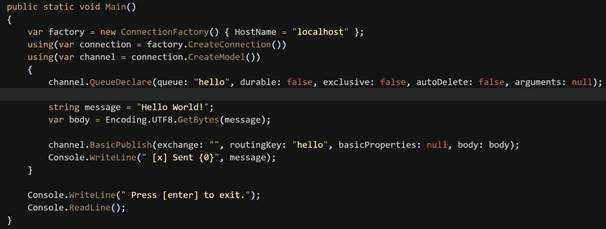 public static void Main()
{
    var factory = new ConnectionFactory() { HostName = "localhost" };
    using(var connection = factory.CreateConnection())
    using(var channel = connection.CreateModel())
    {
        channel.QueueDeclare(queue: "hello", durable: false, exclusive: false, autoDelete: false, arguments: null);
        string message = "Hello World!";
        var body = Encoding.UTF8.GetBytes(message);
        channel.BasicPublish(exchange: "", routingKey: "hello", basicProperties: null, body: body);
        Console.WriteLine(" [x] Sent {0}", message);
    }
    Console.WriteLine(" Press [enter] to exit.");
    Console.ReadLine();
}